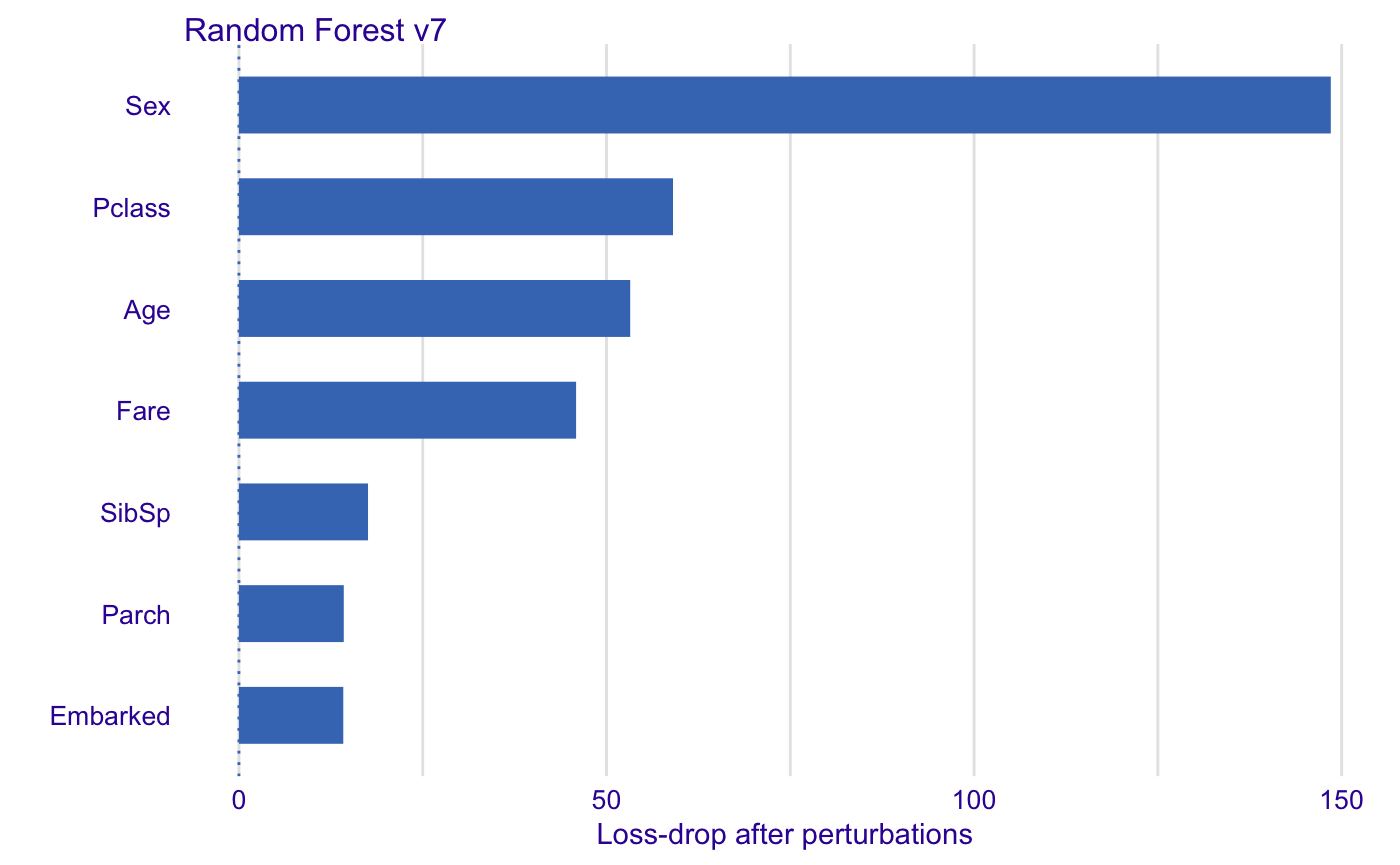 Random Forest v7
Sex
Pclass
Age
Fare
SibSp
Parch
Embarked
0 50 100 150
Loss-drop after perturbations